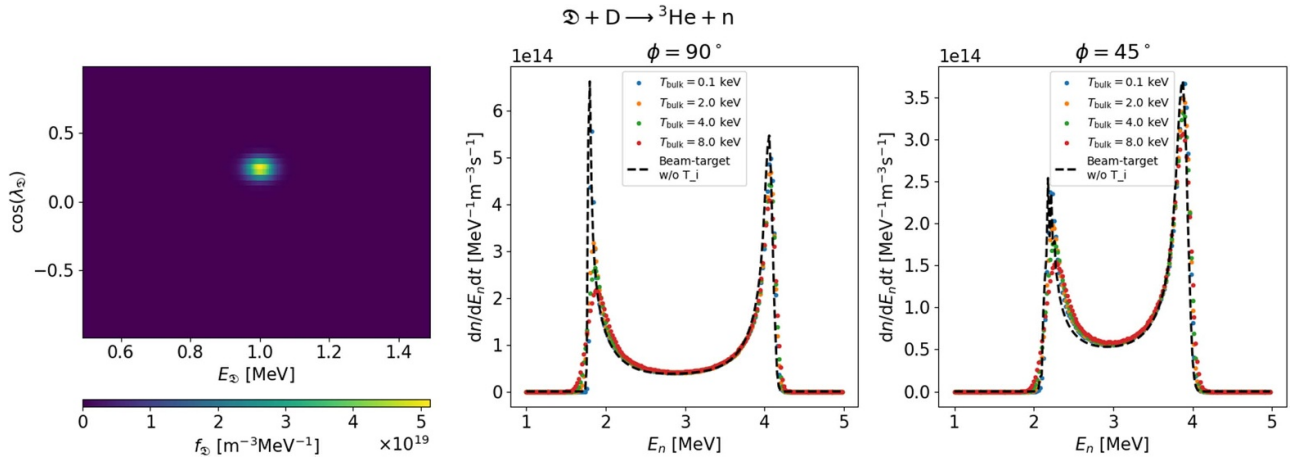 𝔇 + D ⟶ ³He + n
cos(λ_𝔇)
0.5
0.0
−0.5
0.6 0.8 1.0 1.2 1.4
E_𝔇 [MeV]
0 1 2 3 4 5
×10¹⁹
f_𝔇 [m⁻³MeV⁻¹]
1e14
ϕ = 90°
dn/dE_n dt [MeV⁻¹m⁻³s⁻¹]
6
5
4
3
2
1
0
T_bulk = 0.1 keV
T_bulk = 2.0 keV
T_bulk = 4.0 keV
T_bulk = 8.0 keV
Beam-target
w/o T_i
1 2 3 4 5
E_n [MeV]
1e14
ϕ = 45°
dn/dE_n dt [MeV⁻¹m⁻³s⁻¹]
3.5
3.0
2.5
2.0
1.5
1.0
0.5
0.0
T_bulk = 0.1 keV
T_bulk = 2.0 keV
T_bulk = 4.0 keV
T_bulk = 8.0 keV
Beam-target
w/o T_i
1 2 3 4 5
E_n [MeV]